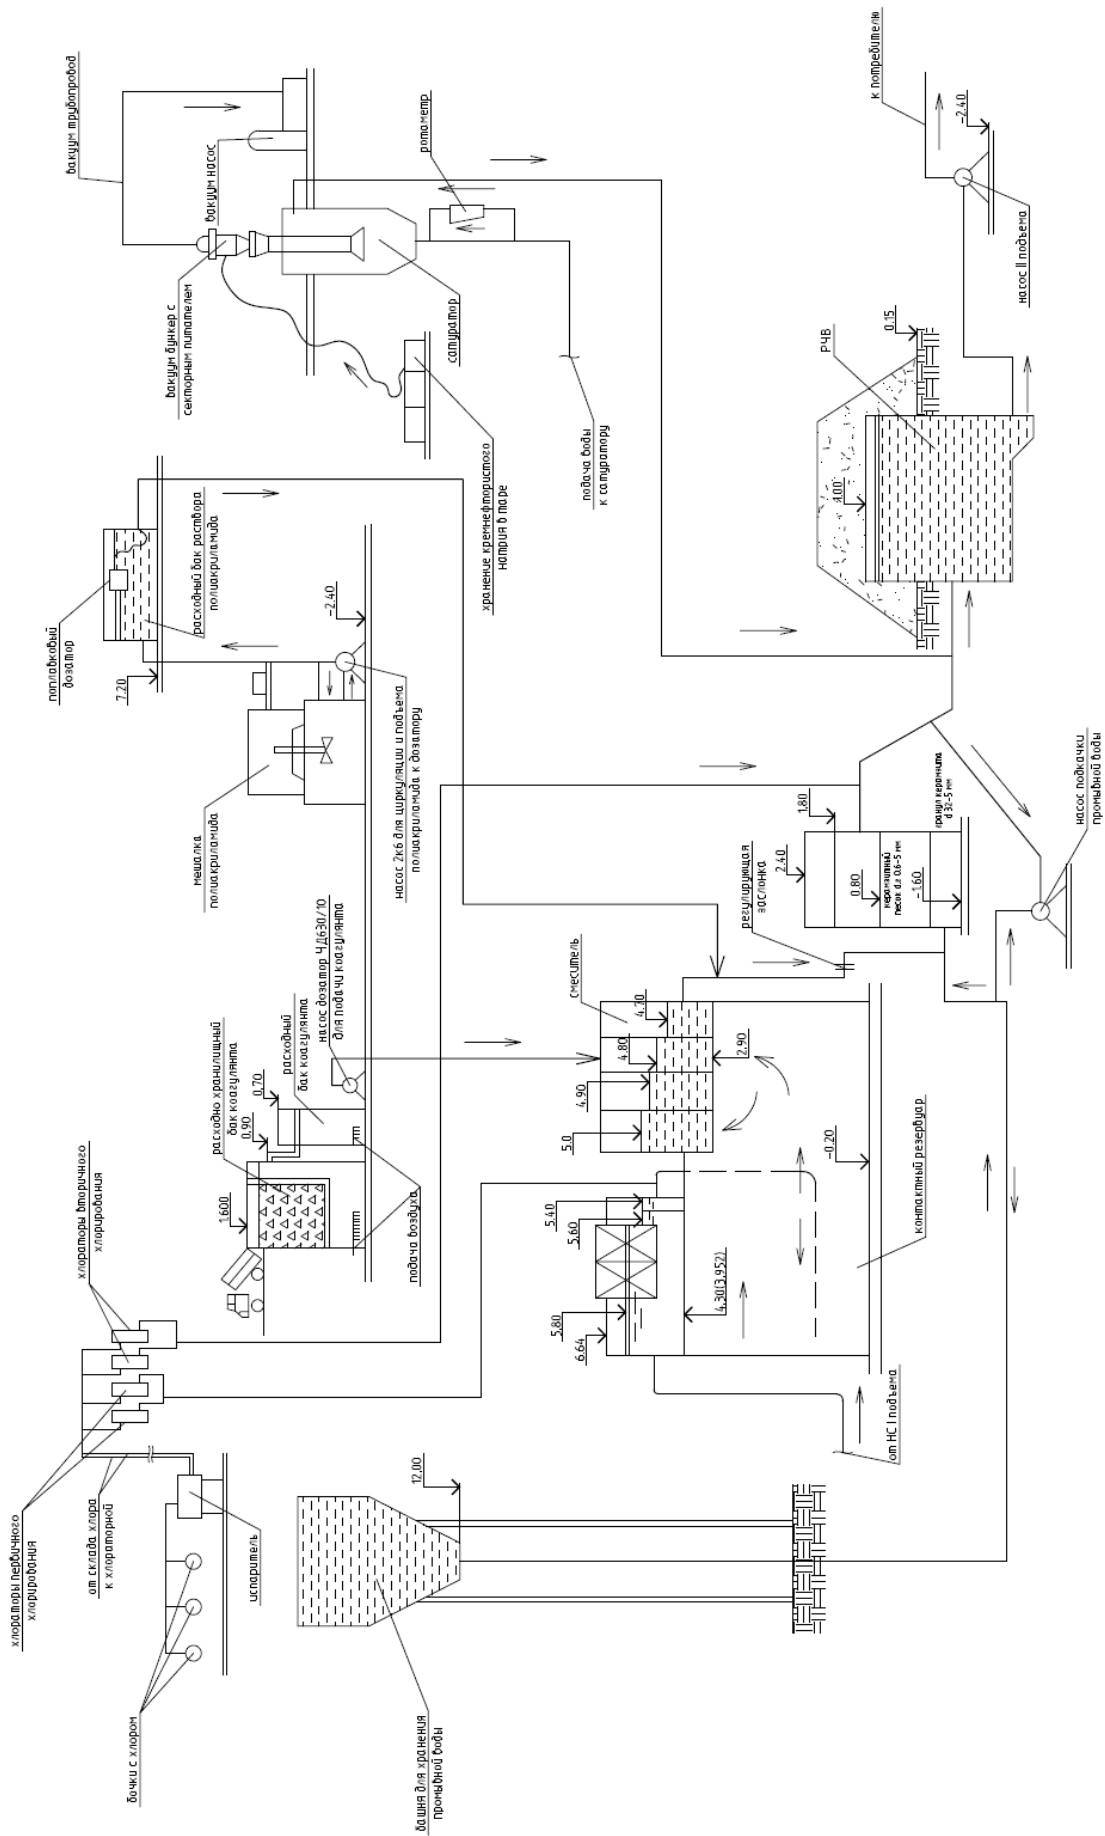 хлораторы первичного
хлорирования
от склада хлора
к хлораторной
испаритель
бочки с хлором
хлораторы вторичного
хлорирования
1.600
расходно хранилищный
бак коагулянта
0,90
0,70
расходный
бак коагулянта
насос дозатор ЧД630/10
для подачи коагулянта
подача воздуха
мешалка
полиакриламида
насос 2к6 для циркуляции и подъема
полиакриламида к дозатору
-2.40
поплавковый
дозатор
7.20
расходный бак раствора
полиакриламида
вакуум трубопровод
вакуум бункер с
секторным питателем
вакуум насос
ротаметр
сатуратор
хранение кремнефтористого
натрия в таре
подача воды
к сатуратору
башня для хранения
промывной воды
12.00
6.64
5.80
5.60
5.40
4.30(3.952)
от НС I подъема
5.0
4.90
4.80
4.70
2.90
смеситель
-0.20
контактный резервуар
регулирующая
заслонка
2.40
1.80
0.80
керамзитный
песок d≥0.6-5 мм
-1.60
гранул керамзита
d 32-5 мм
насос подкачки
промывной воды
РЧВ
0.15
насос II подъема
-2.40
к потребителю